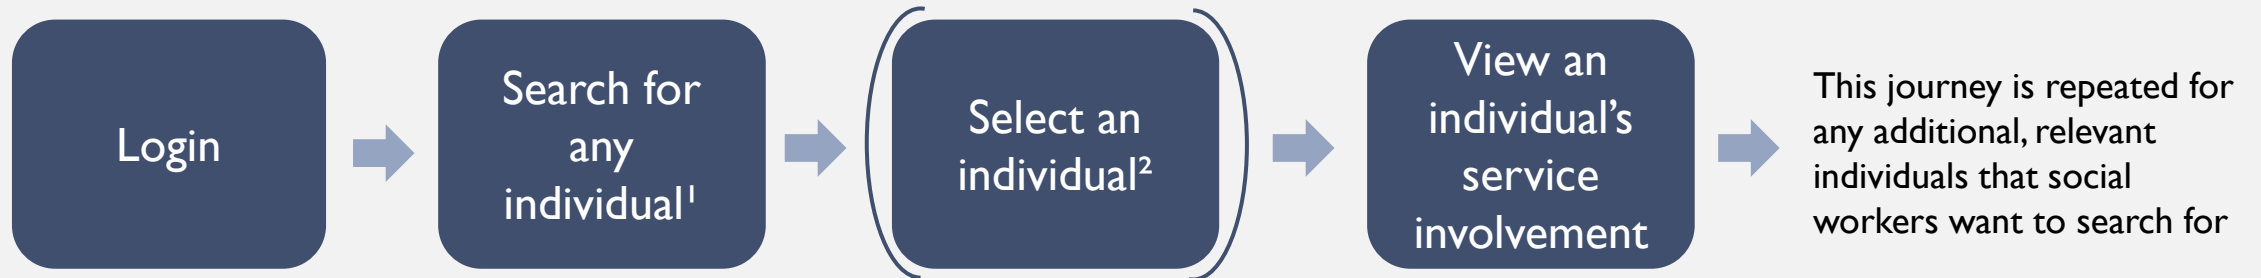 Login
Search for
any
individual¹
Select an
individual²
View an
individual’s
service
involvement
This journey is repeated for
any additional, relevant
individuals that social
workers want to search for